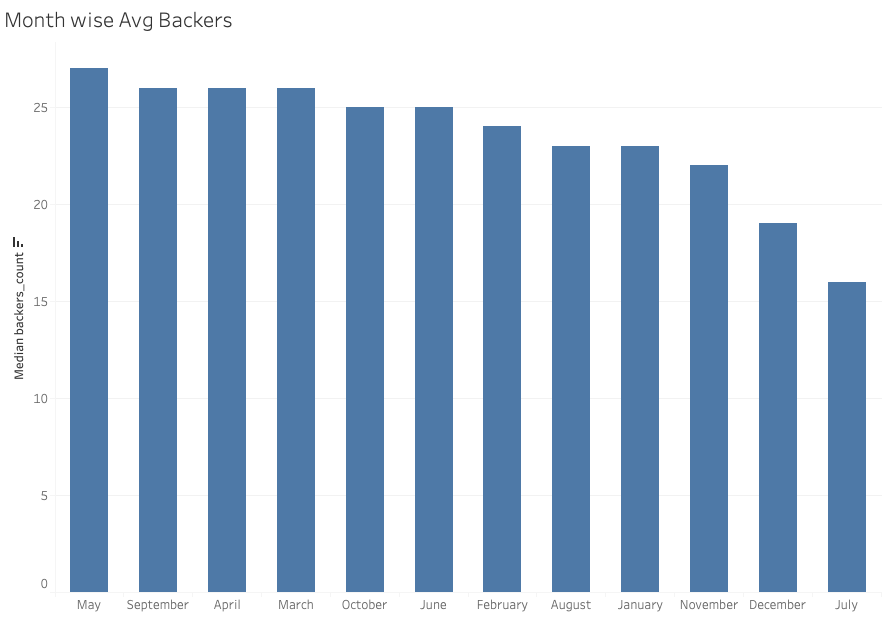 Month wise Avg Backers
Median backers_count
25
20
15
10
5
0
May September April March October June February August January November December July